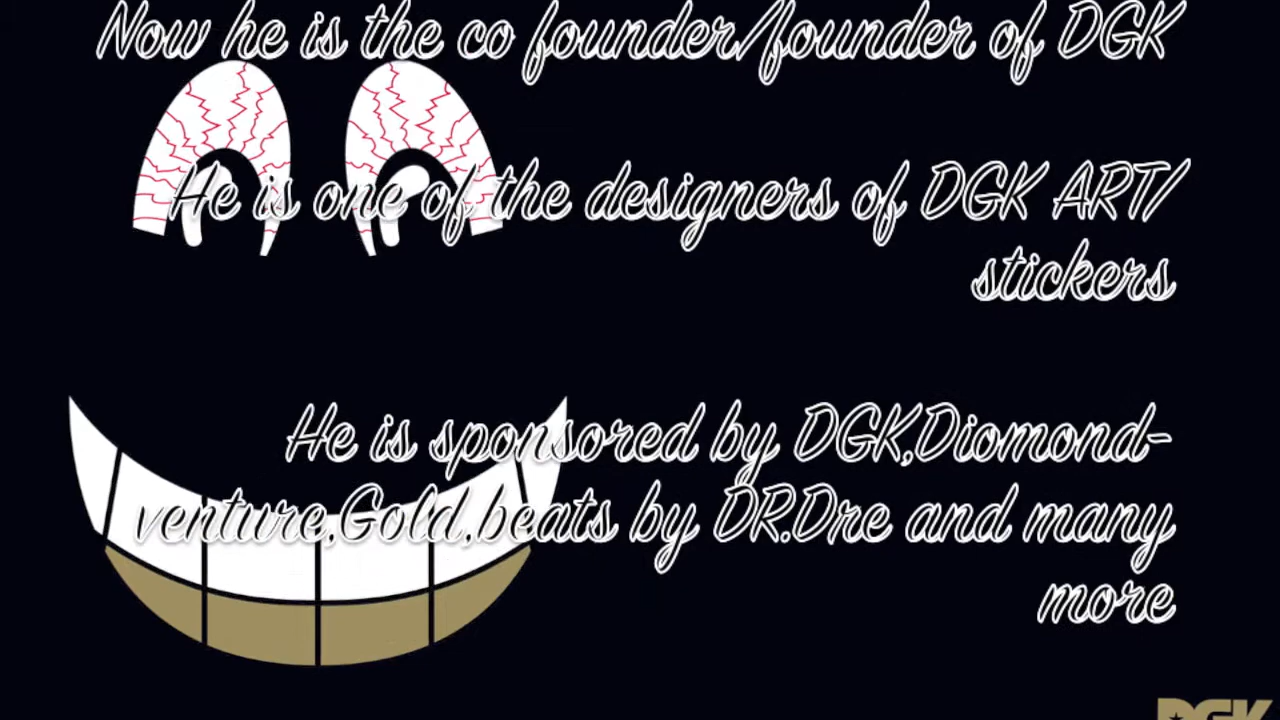 Now he is the co founder/founder of DGK
He is one of the designers of DGK ART/
stickers
He is sponsored by DGK,Diomond-
venture,Gold,beats by DR.Dre and many
more
DGK